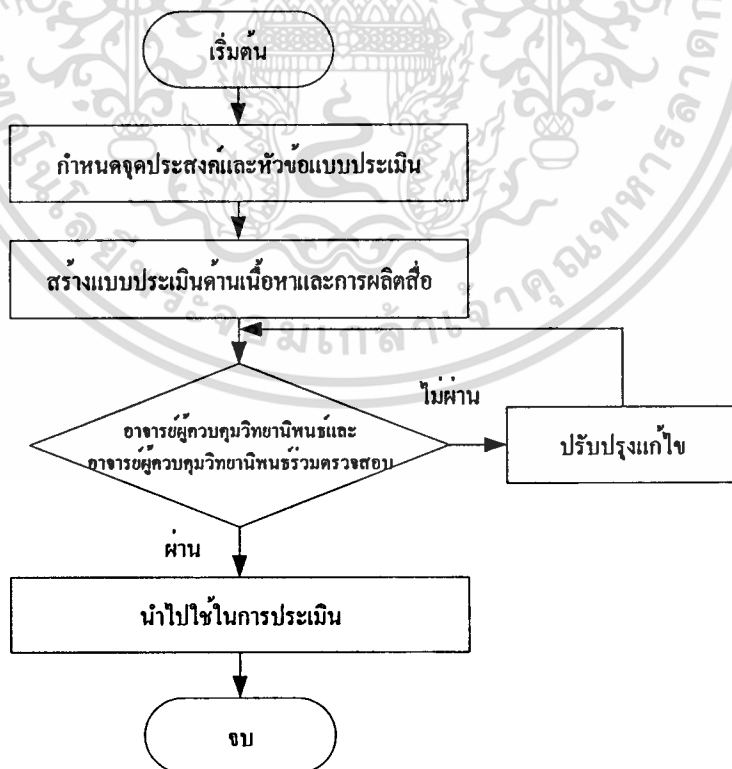 เริ่มต้น
กำหนดจุดประสงค์และหัวข้อแบบประเมิน
สร้างแบบประเมินด้านเนื้อหาและการผลิตสื่อ
อาจารย์ผู้ควบคุมวิทยานิพนธ์และ
อาจารย์ผู้ควบคุมวิทยานิพนธ์ร่วมตรวจสอบ
ไม่ผ่าน
ปรับปรุงแก้ไข
ผ่าน
นำไปใช้ในการประเมิน
จบ